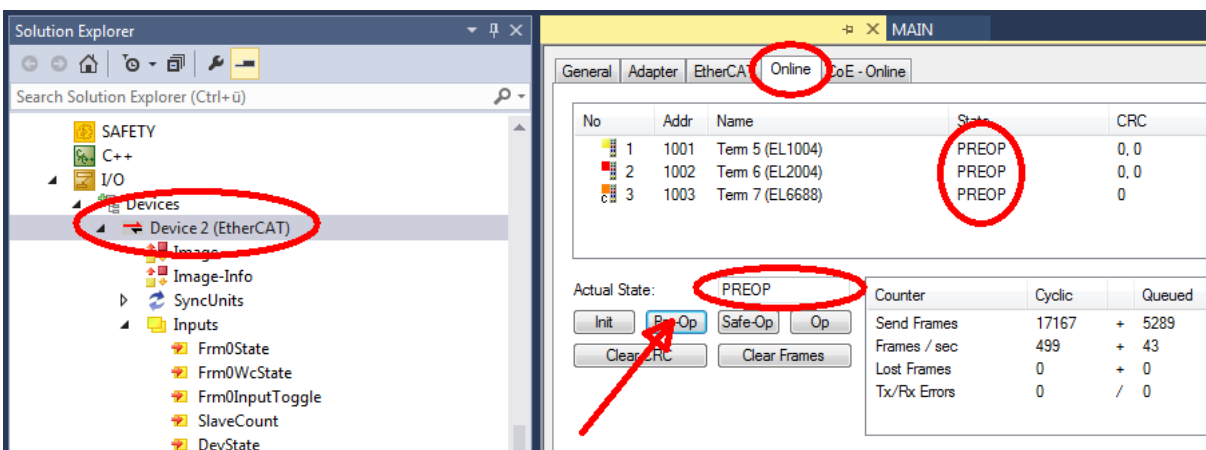 Solution Explorer
Search Solution Explorer (Ctrl+ü)
SAFETY
C++
I/O
Devices
Device 2 (EtherCAT)
Image
Image-Info
SyncUnits
Inputs
Frm0State
Frm0WcState
Frm0InputToggle
SlaveCount
DevState
MAIN
General Adapter EtherCAT Online CoE - Online
No Addr Name State CRC
1 1001 Term 5 (EL1004) PREOP 0, 0
2 1002 Term 6 (EL2004) PREOP 0, 0
c 3 1003 Term 7 (EL6688) PREOP 0
Actual State: PREOP
Init Pre-Op Safe-Op Op
Clear CRC Clear Frames
Counter Cyclic Queued
Send Frames 17167 + 5289
Frames / sec 499 + 43
Lost Frames 0 + 0
Tx/Rx Errors 0 / 0